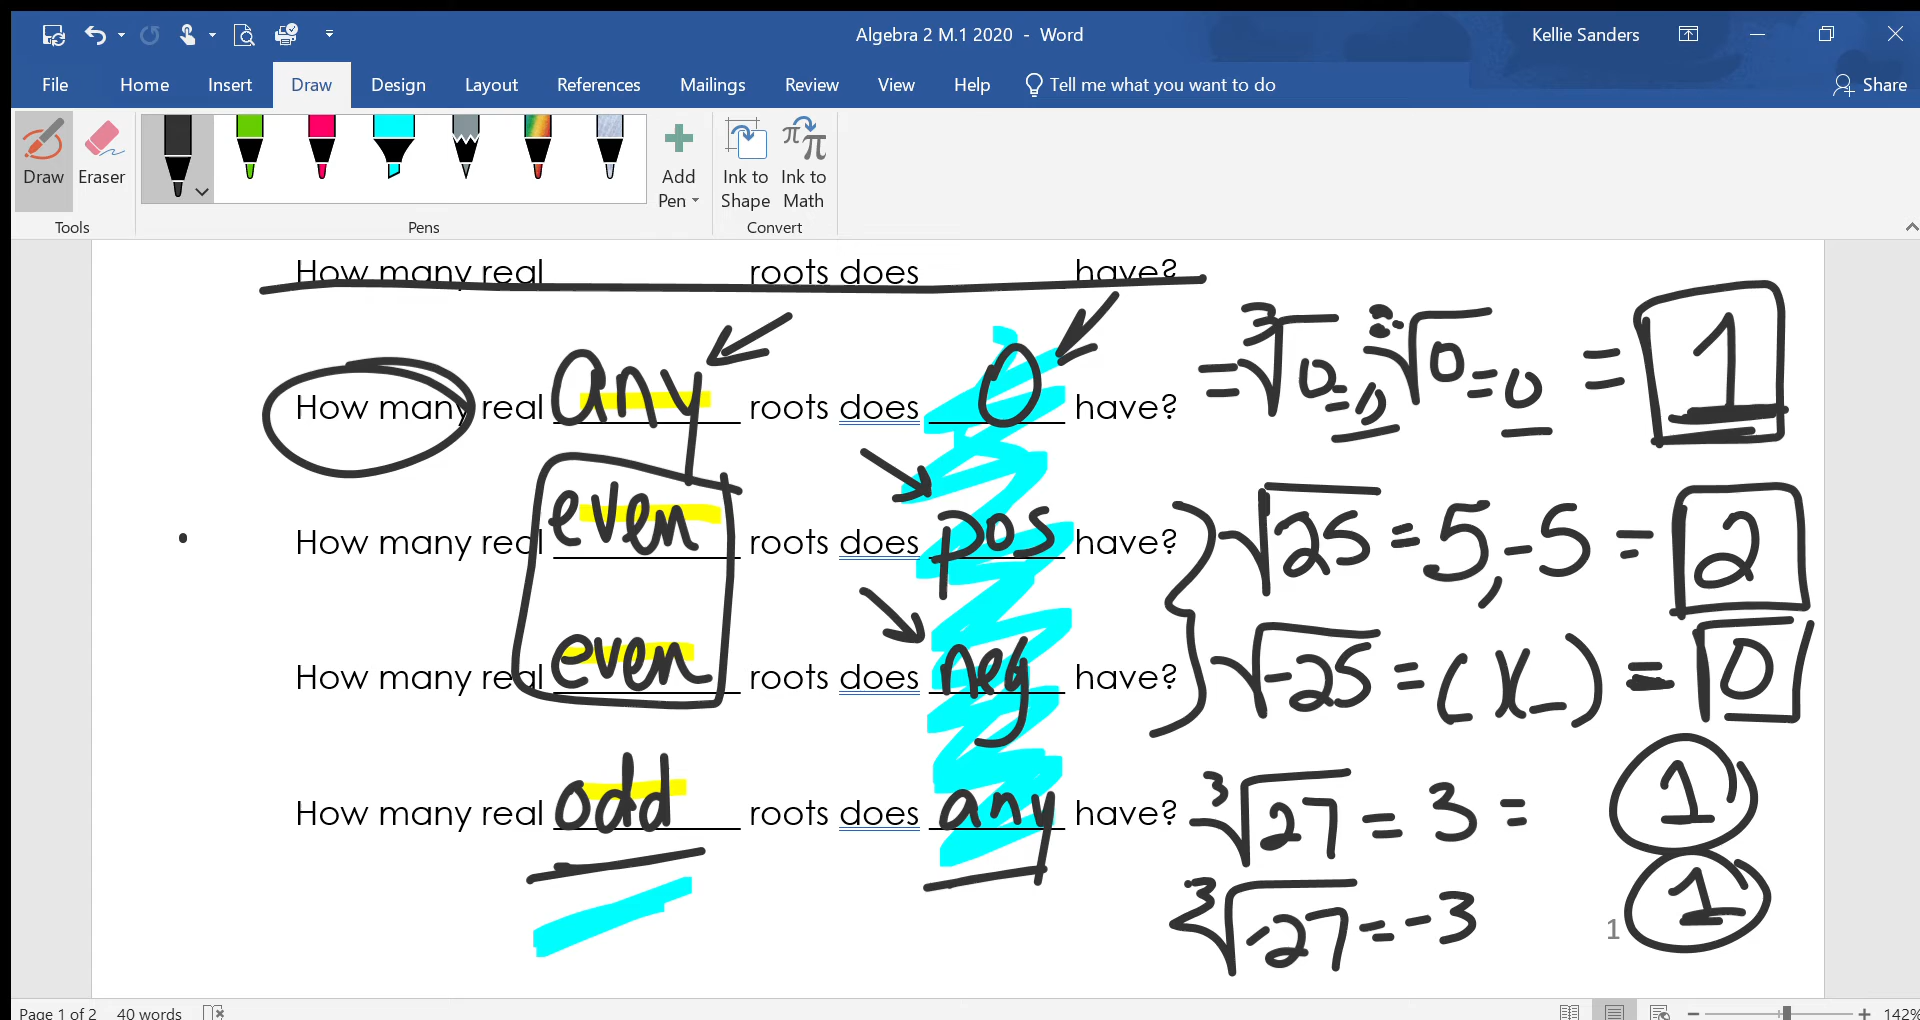 Algebra 2 M.1 2020 - Word
Kellie Sanders
File Home Insert Draw Design Layout References Mailings Review View Help Tell me what you want to do Share
Draw Eraser Add Pen Ink to Shape Ink to Math
Tools Pens Convert
How many real ____ roots does ____ have?
How many real any roots does 0 have? = ∛0 = 0 √0 = 0 = 1
How many real even roots does pos have? √25 = 5, -5 = 2
How many real even roots does neg have? √-25 = ( X ) = 0
How many real odd roots does any have? ∛27 = 3 = 1
∛-27 = -3 1
1
Page 1 of 2 40 words 142%